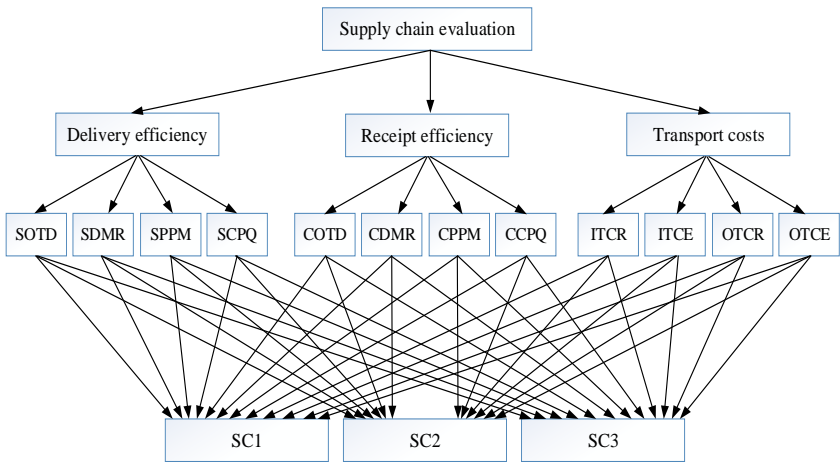 Supply chain evaluation
Delivery efficiency
Receipt efficiency
Transport costs
SOTD
SDMR
SPPM
SCPQ
COTD
CDMR
CPPM
CCPQ
ITCR
ITCE
OTCR
OTCE
SC1
SC2
SC3